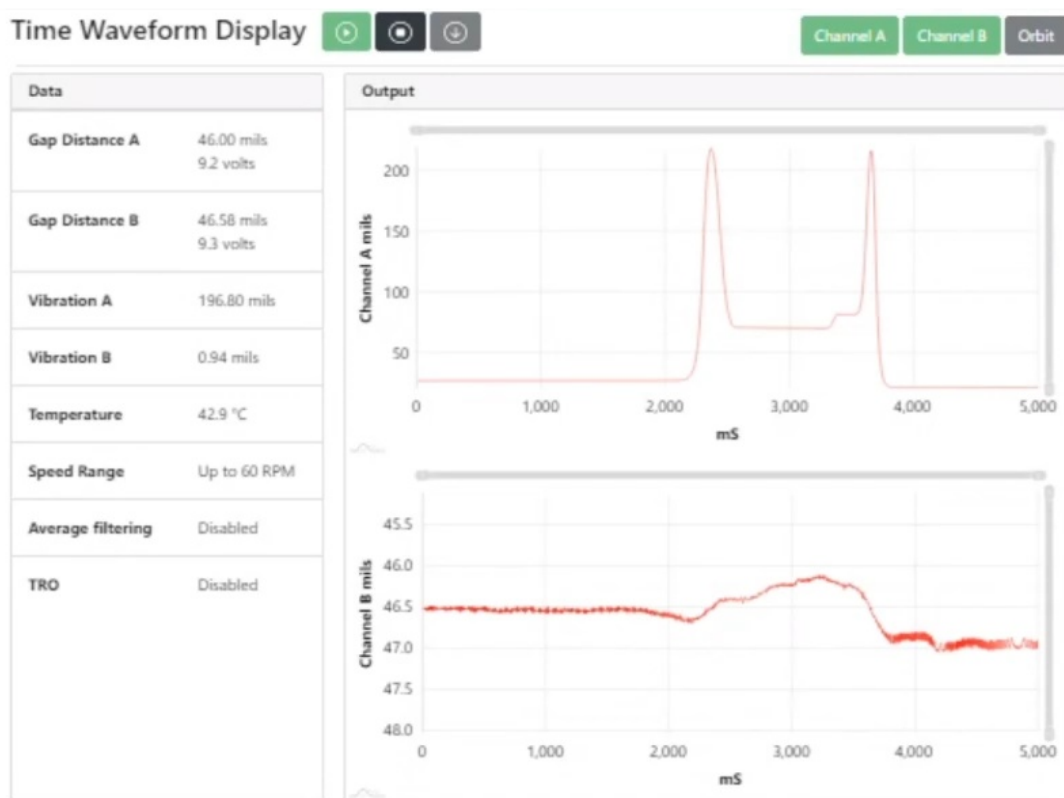 Time Waveform Display
Channel A
Channel B
Orbit
Data
Gap Distance A
46.00 mils
9.2 volts
Gap Distance B
46.58 mils
9.3 volts
Vibration A
196.80 mils
Vibration B
0.94 mils
Temperature
42.9 °C
Speed Range
Up to 60 RPM
Average filtering
Disabled
TRO
Disabled
Output
Channel A mils
200
150
100
50
0
1,000
2,000
3,000
4,000
5,000
mS
Channel B mils
45.5
46.0
46.5
47.0
47.5
48.0
0
1,000
2,000
3,000
4,000
5,000
mS